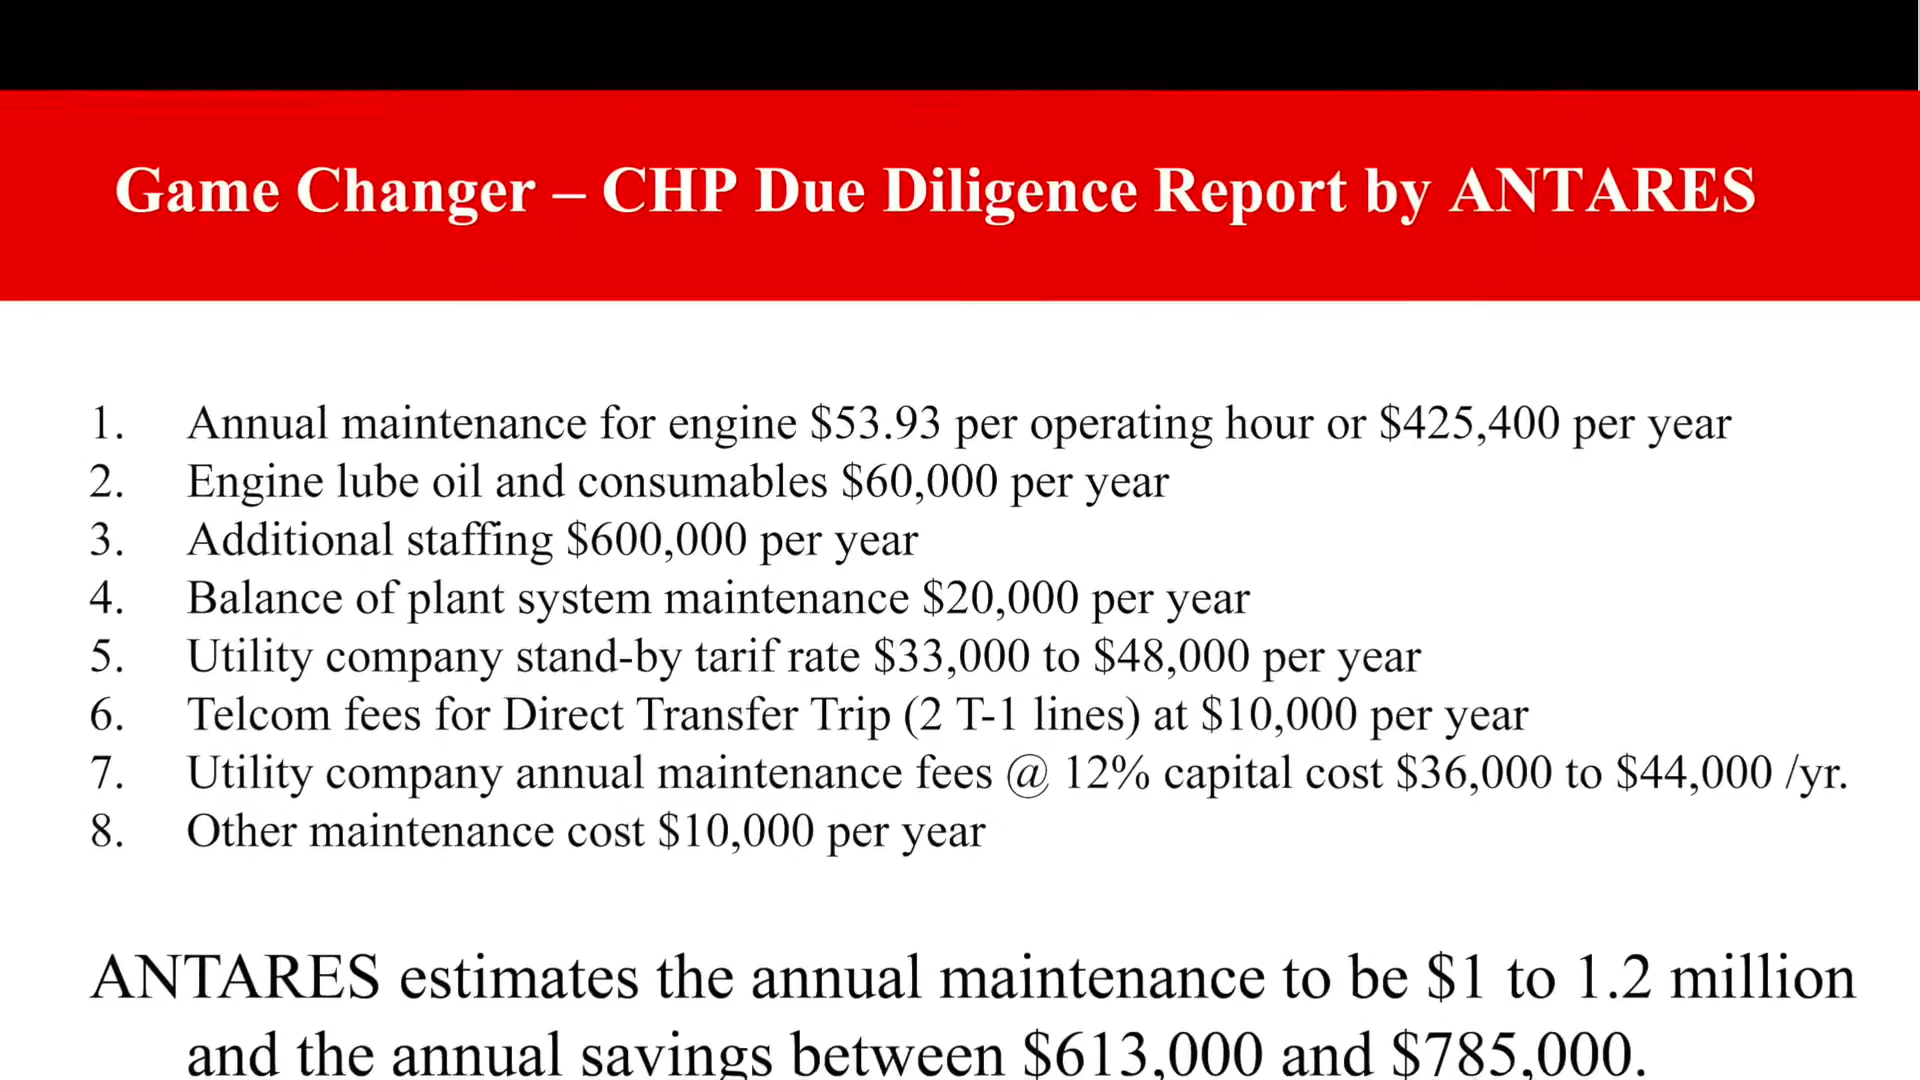 Game Changer – CHP Due Diligence Report by ANTARES
1. Annual maintenance for engine $53.93 per operating hour or $425,400 per year
2. Engine lube oil and consumables $60,000 per year
3. Additional staffing $600,000 per year
4. Balance of plant system maintenance $20,000 per year
5. Utility company stand-by tarif rate $33,000 to $48,000 per year
6. Telcom fees for Direct Transfer Trip (2 T-1 lines) at $10,000 per year
7. Utility company annual maintenance fees @ 12% capital cost $36,000 to $44,000 /yr.
8. Other maintenance cost $10,000 per year
ANTARES estimates the annual maintenance to be $1 to 1.2 million
and the annual savings between $613,000 and $785,000.